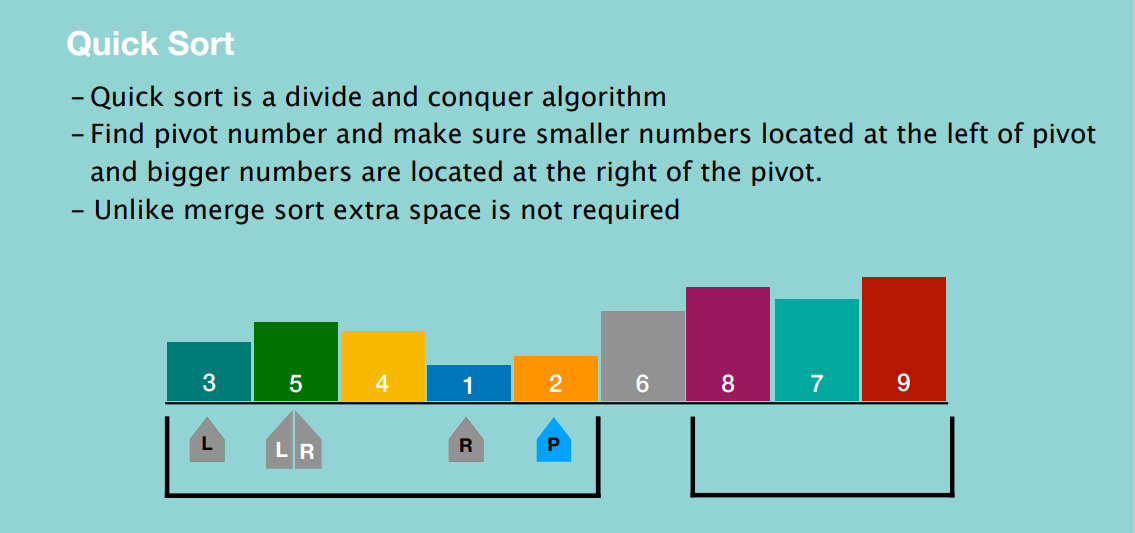 Quick Sort
– Quick sort is a divide and conquer algorithm
– Find pivot number and make sure smaller numbers located at the left of pivot
and bigger numbers are located at the right of the pivot.
– Unlike merge sort extra space is not required
3 5 4 1 2 6 8 7 9
L L R R P